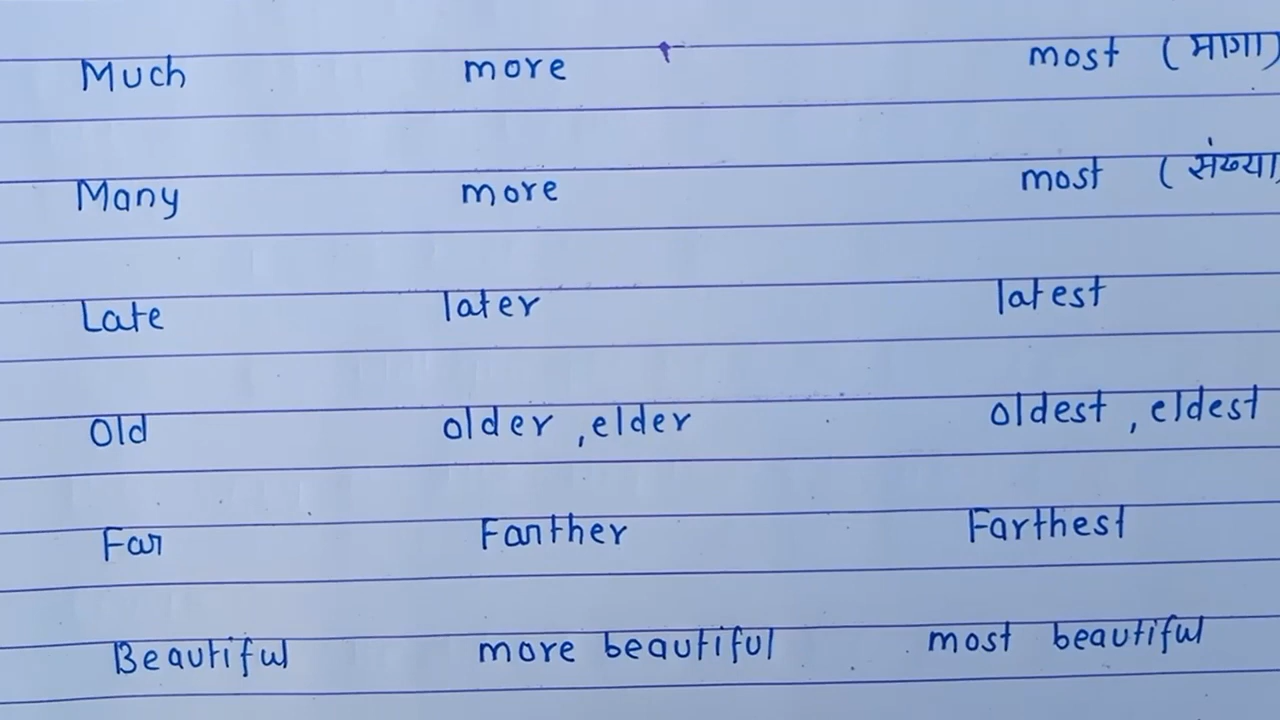 Much more most (मागा)
Many more most (संख्या)
Late later latest
Old older , elder oldest , eldest
Far Farther Farthest
Beautiful more beautiful most beautiful